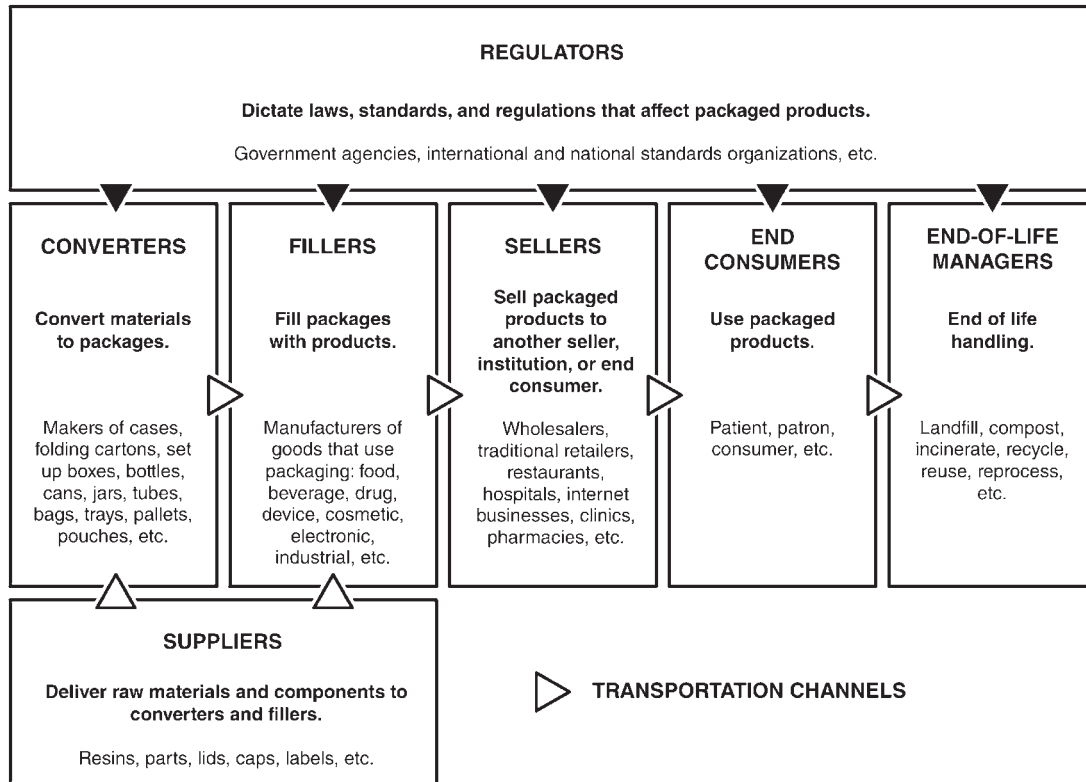 REGULATORS
Dictate laws, standards, and regulations that affect packaged products.
Government agencies, international and national standards organizations, etc.
CONVERTERS
Convert materials
to packages.
Makers of cases,
folding cartons, set
up boxes, bottles,
cans, jars, tubes,
bags, trays, pallets,
pouches, etc.
FILLERS
Fill packages
with products.
Manufacturers of
goods that use
packaging: food,
beverage, drug,
device, cosmetic,
electronic,
industrial, etc.
SELLERS
Sell packaged
products to
another seller,
institution, or end
consumer.
Wholesalers,
traditional retailers,
restaurants,
hospitals, internet
businesses, clinics,
pharmacies, etc.
END
CONSUMERS
Use packaged
products.
Patient, patron,
consumer, etc.
END-OF-LIFE
MANAGERS
End of life
handling.
Landfill, compost,
incinerate, recycle,
reuse, reprocess,
etc.
SUPPLIERS
Deliver raw materials and components to
converters and fillers.
Resins, parts, lids, caps, labels, etc.
TRANSPORTATION CHANNELS